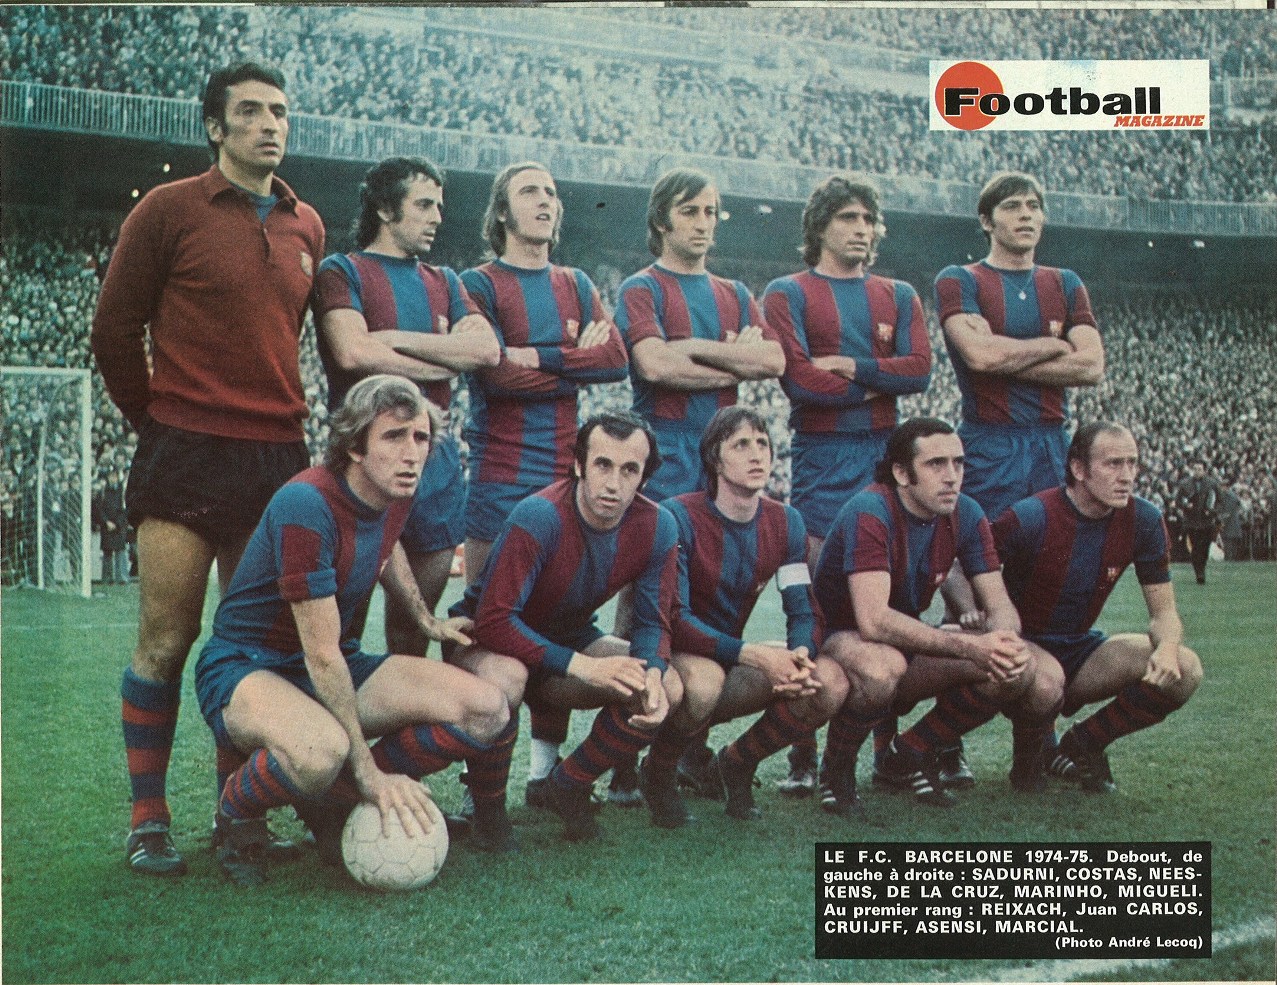 Football
MAGAZINE
LE F.C. BARCELONE 1974-75. Debout, de
gauche à droite : SADURNI, COSTAS, NEES-
KENS, DE LA CRUZ, MARINHO, MIGUELI.
Au premier rang : REIXACH, Juan CARLOS,
CRUIJFF, ASENSI, MARCIAL.
(Photo André Lecoq)